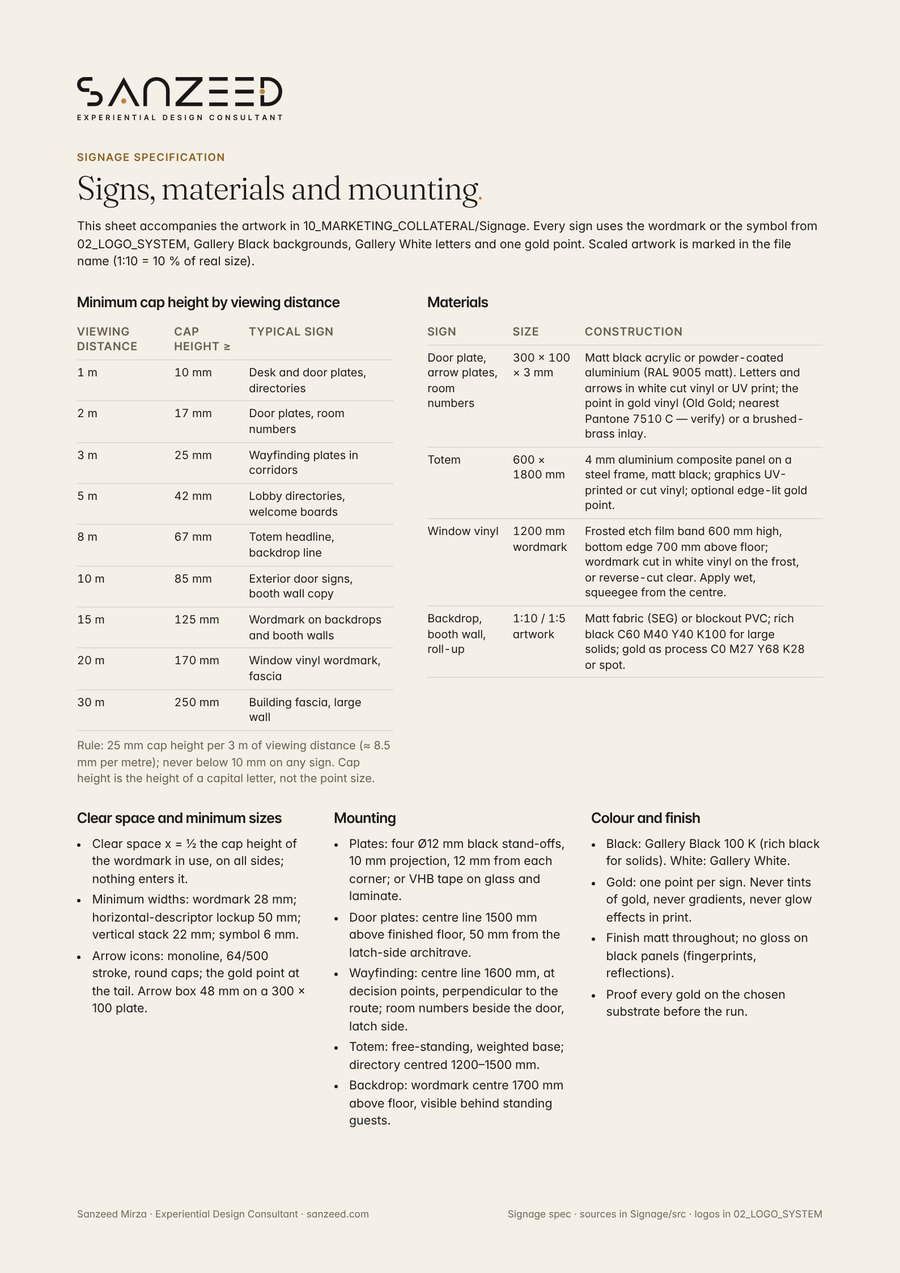 SANZEED
EXPERIENTIAL DESIGN CONSULTANT
SIGNAGE SPECIFICATION
Signs, materials and mounting.
This sheet accompanies the artwork in 10_MARKETING_COLLATERAL/Signage. Every sign uses the wordmark or the symbol from
02_LOGO_SYSTEM, Gallery Black backgrounds, Gallery White letters and one gold point. Scaled artwork is marked in the file
name (1:10 = 10 % of real size).
Minimum cap height by viewing distance
VIEWING DISTANCE CAP HEIGHT ≥ TYPICAL SIGN
1 m 10 mm Desk and door plates,
directories
2 m 17 mm Door plates, room
numbers
3 m 25 mm Wayfinding plates in
corridors
5 m 42 mm Lobby directories,
welcome boards
8 m 67 mm Totem headline,
backdrop line
10 m 85 mm Exterior door signs,
booth wall copy
15 m 125 mm Wordmark on backdrops
and booth walls
20 m 170 mm Window vinyl wordmark,
fascia
30 m 250 mm Building fascia, large
wall
Rule: 25 mm cap height per 3 m of viewing distance (≈ 8.5
mm per metre); never below 10 mm on any sign. Cap
height is the height of a capital letter, not the point size.
Materials
SIGN SIZE CONSTRUCTION
Door plate, 300 × 100 Matt black acrylic or powder-coated
arrow plates, × 3 mm aluminium (RAL 9005 matt). Letters and
room arrows in white cut vinyl or UV print; the
numbers point in gold vinyl (Old Gold; nearest
Pantone 7510 C — verify) or a brushed-
brass inlay.
Totem 600 × 4 mm aluminium composite panel on a
1800 mm steel frame, matt black; graphics UV-
printed or cut vinyl; optional edge-lit gold
point.
Window vinyl 1200 mm Frosted etch film band 600 mm high,
wordmark bottom edge 700 mm above floor;
wordmark cut in white vinyl on the frost,
or reverse-cut clear. Apply wet,
squeegee from the centre.
Backdrop, 1:10 / 1:5 Matt fabric (SEG) or blockout PVC; rich
booth wall, artwork black C60 M40 Y40 K100 for large
roll-up solids; gold as process C0 M27 Y68 K28
or spot.
Clear space and minimum sizes
• Clear space x = ½ the cap height of
the wordmark in use, on all sides;
nothing enters it.
• Minimum widths: wordmark 28 mm;
horizontal-descriptor lockup 50 mm;
vertical stack 22 mm; symbol 6 mm.
• Arrow icons: monoline, 64/500
stroke, round caps; the gold point at
the tail. Arrow box 48 mm on a 300 ×
100 plate.
Mounting
• Plates: four Ø12 mm black stand-offs,
10 mm projection, 12 mm from each
corner; or VHB tape on glass and
laminate.
• Door plates: centre line 1500 mm
above finished floor, 50 mm from the
latch-side architrave.
• Wayfinding: centre line 1600 mm, at
decision points, perpendicular to the
route; room numbers beside the door,
latch side.
• Totem: free-standing, weighted base;
directory centred 1200–1500 mm.
• Backdrop: wordmark centre 1700 mm
above floor, visible behind standing
guests.
Colour and finish
• Black: Gallery Black 100 K (rich black
for solids). White: Gallery White.
• Gold: one point per sign. Never tints
of gold, never gradients, never glow
effects in print.
• Finish matt throughout; no gloss on
black panels (fingerprints,
reflections).
• Proof every gold on the chosen
substrate before the run.
Sanzeed Mirza · Experiential Design Consultant · sanzeed.com
Signage spec · sources in Signage/src · logos in 02_LOGO_SYSTEM